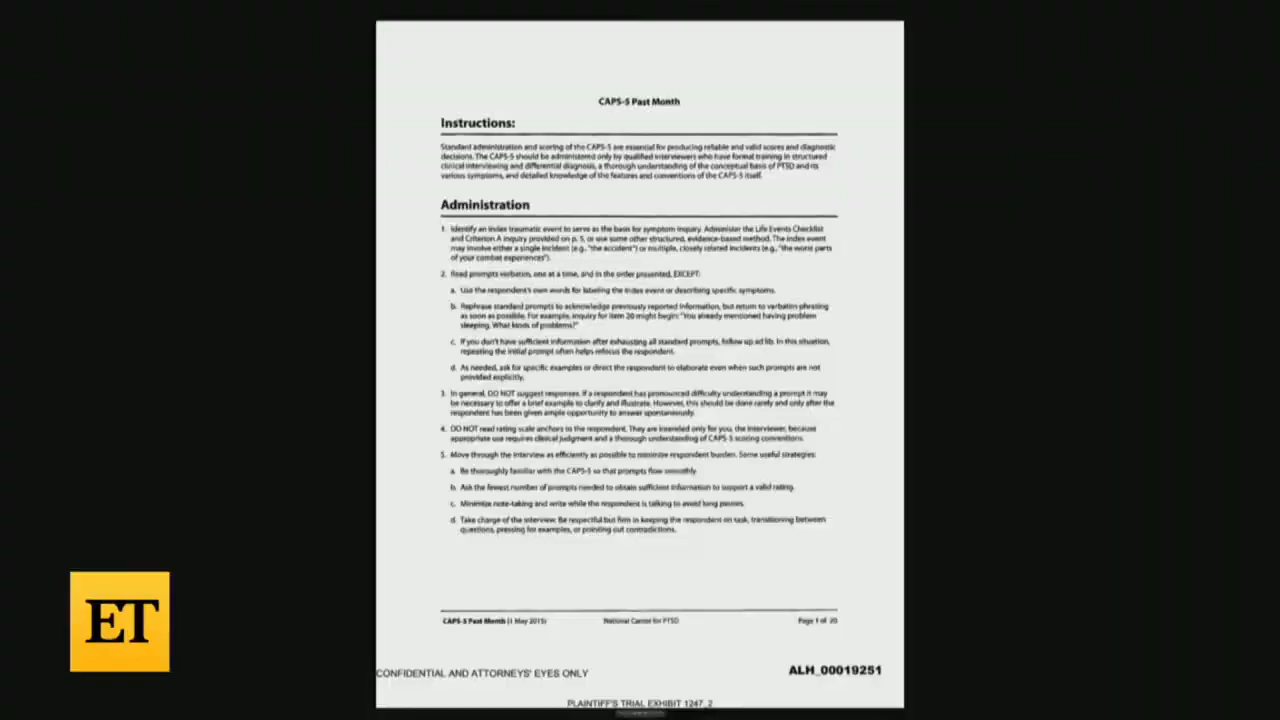 CAPS-5 Past Month
Instructions:
Standard administration and scoring of the CAPS-5 are essential for producing reliable and valid scores and diagnostic
decisions. The CAPS-5 should be administered only by qualified interviewers who have formal training in structured
clinical interviewing and differential diagnosis, a thorough understanding of the conceptual basis of PTSD and its
various symptoms, and detailed knowledge of the features and conventions of the CAPS-5 itself.
Administration
1. Identify an index traumatic event to serve as the basis for symptom inquiry. Administer the Life Events Checklist
and Criterion A inquiry provided on p. 5, or use some other structured, evidence-based method. The index event
may involve either a single incident (e.g., "the accident") or multiple, closely related incidents (e.g., "the worst parts
of your combat experiences").
2. Read prompts verbatim, one at a time, and in the order presented, EXCEPT:
a. Use the respondent's own words for labeling the index event or describing specific symptoms.
b. Rephrase standard prompts to acknowledge previously reported information, but return to verbatim phrasing
as soon as possible. For example, inquiry for item 20 might begin: "You already mentioned having problem
sleeping. What kinds of problems?"
c. If you don't have sufficient information after exhausting all standard prompts, follow up ad lib. In this situation,
repeating the initial prompt often helps refocus the respondent.
d. As needed, ask for specific examples or direct the respondent to elaborate even when such prompts are not
provided explicitly.
3. In general, DO NOT suggest responses. If a respondent has pronounced difficulty understanding a prompt it may
be necessary to offer a brief example to clarify and illustrate. However, this should be done rarely and only after the
respondent has been given ample opportunity to answer spontaneously.
4. DO NOT read rating scale anchors to the respondent. They are intended only for you, the interviewer, because
appropriate use requires clinical judgment and a thorough understanding of CAPS-5 scoring conventions.
5. Move through the interview as efficiently as possible to minimize respondent burden. Some useful strategies:
a. Be thoroughly familiar with the CAPS-5 so that prompts flow smoothly.
b. Ask the fewest number of prompts needed to obtain sufficient information to support a valid rating.
c. Minimize note-taking and write while the respondent is talking to avoid long pauses.
d. Take charge of the interview. Be respectful but firm in keeping the respondent on task, transitioning between
questions, pressing for examples, or pointing out contradictions.
CAPS-5 Past Month (1 May 2015) National Center for PTSD Page 1 of 20
CONFIDENTIAL AND ATTORNEYS' EYES ONLY
ALH_00019251
PLAINTIFF'S TRIAL EXHIBIT 1247_2
ET